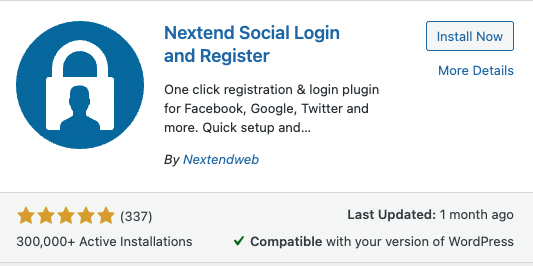 Nextend Social Login
and Register
Install Now
More Details
One click registration & login plugin
for Facebook, Google, Twitter and
more. Quick setup and...
By Nextendweb
(337)
Last Updated: 1 month ago
300,000+ Active Installations
Compatible with your version of WordPress